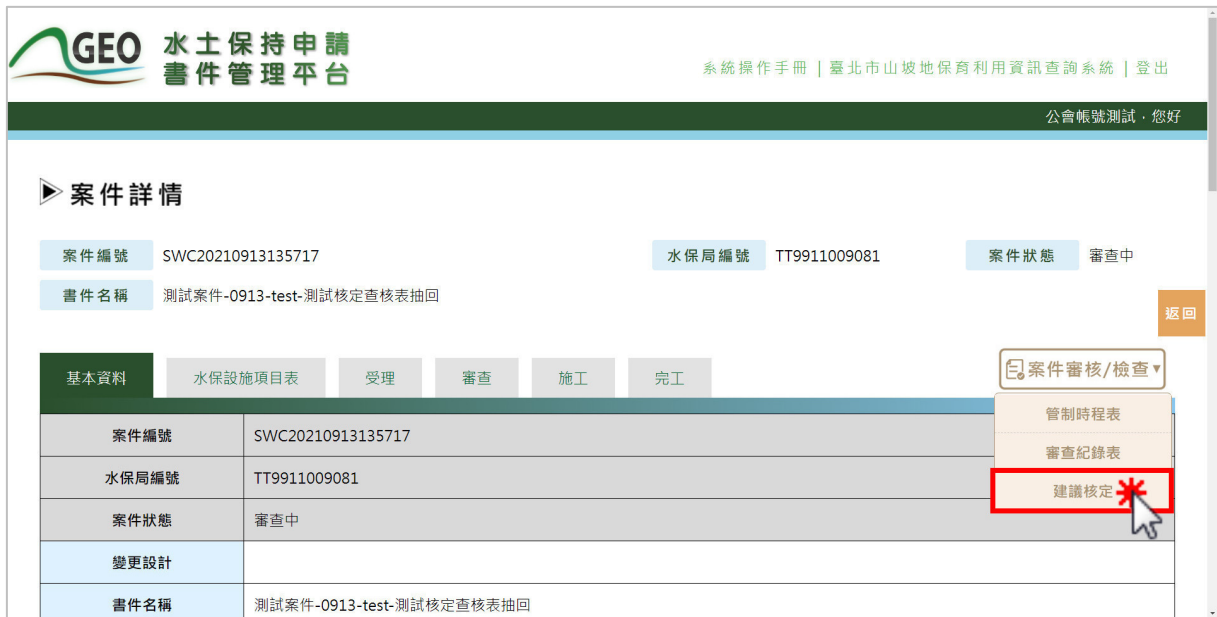 GEO 水土保持申請
書件管理平台
系統操作手冊 | 臺北市山坡地保育利用資訊查詢系統 | 登出
公會帳號測試，您好
案件詳情
案件編號 SWC20210913135717 水保局編號 TT9911009081 案件狀態 審查中
書件名稱 測試案件-0913-test-測試核定查核表抽回
返回
基本資料 水保設施項目表 受理 審查 施工 完工 案件審核/檢查▼
管制時程表
審查紀錄表
建議核定
案件編號 SWC20210913135717
水保局編號 TT9911009081
案件狀態 審查中
變更設計
書件名稱 測試案件-0913-test-測試核定查核表抽回